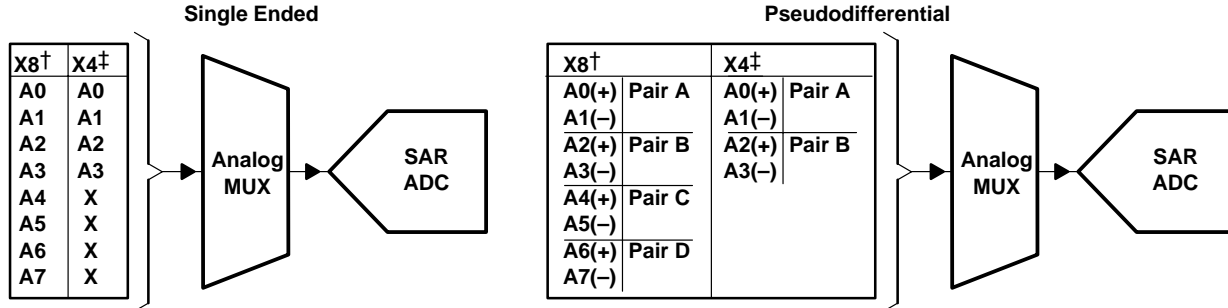 Single Ended
X8† X4‡
A0 A0
A1 A1
A2 A2
A3 A3
A4 X
A5 X
A6 X
A7 X
Analog
MUX
SAR
ADC
Pseudodifferential
X8† X4‡
A0(+) Pair A A0(+) Pair A
A1(–) A1(–)
A2(+) Pair B A2(+) Pair B
A3(–) A3(–)
A4(+) Pair C
A5(–)
A6(+) Pair D
A7(–)
Analog
MUX
SAR
ADC